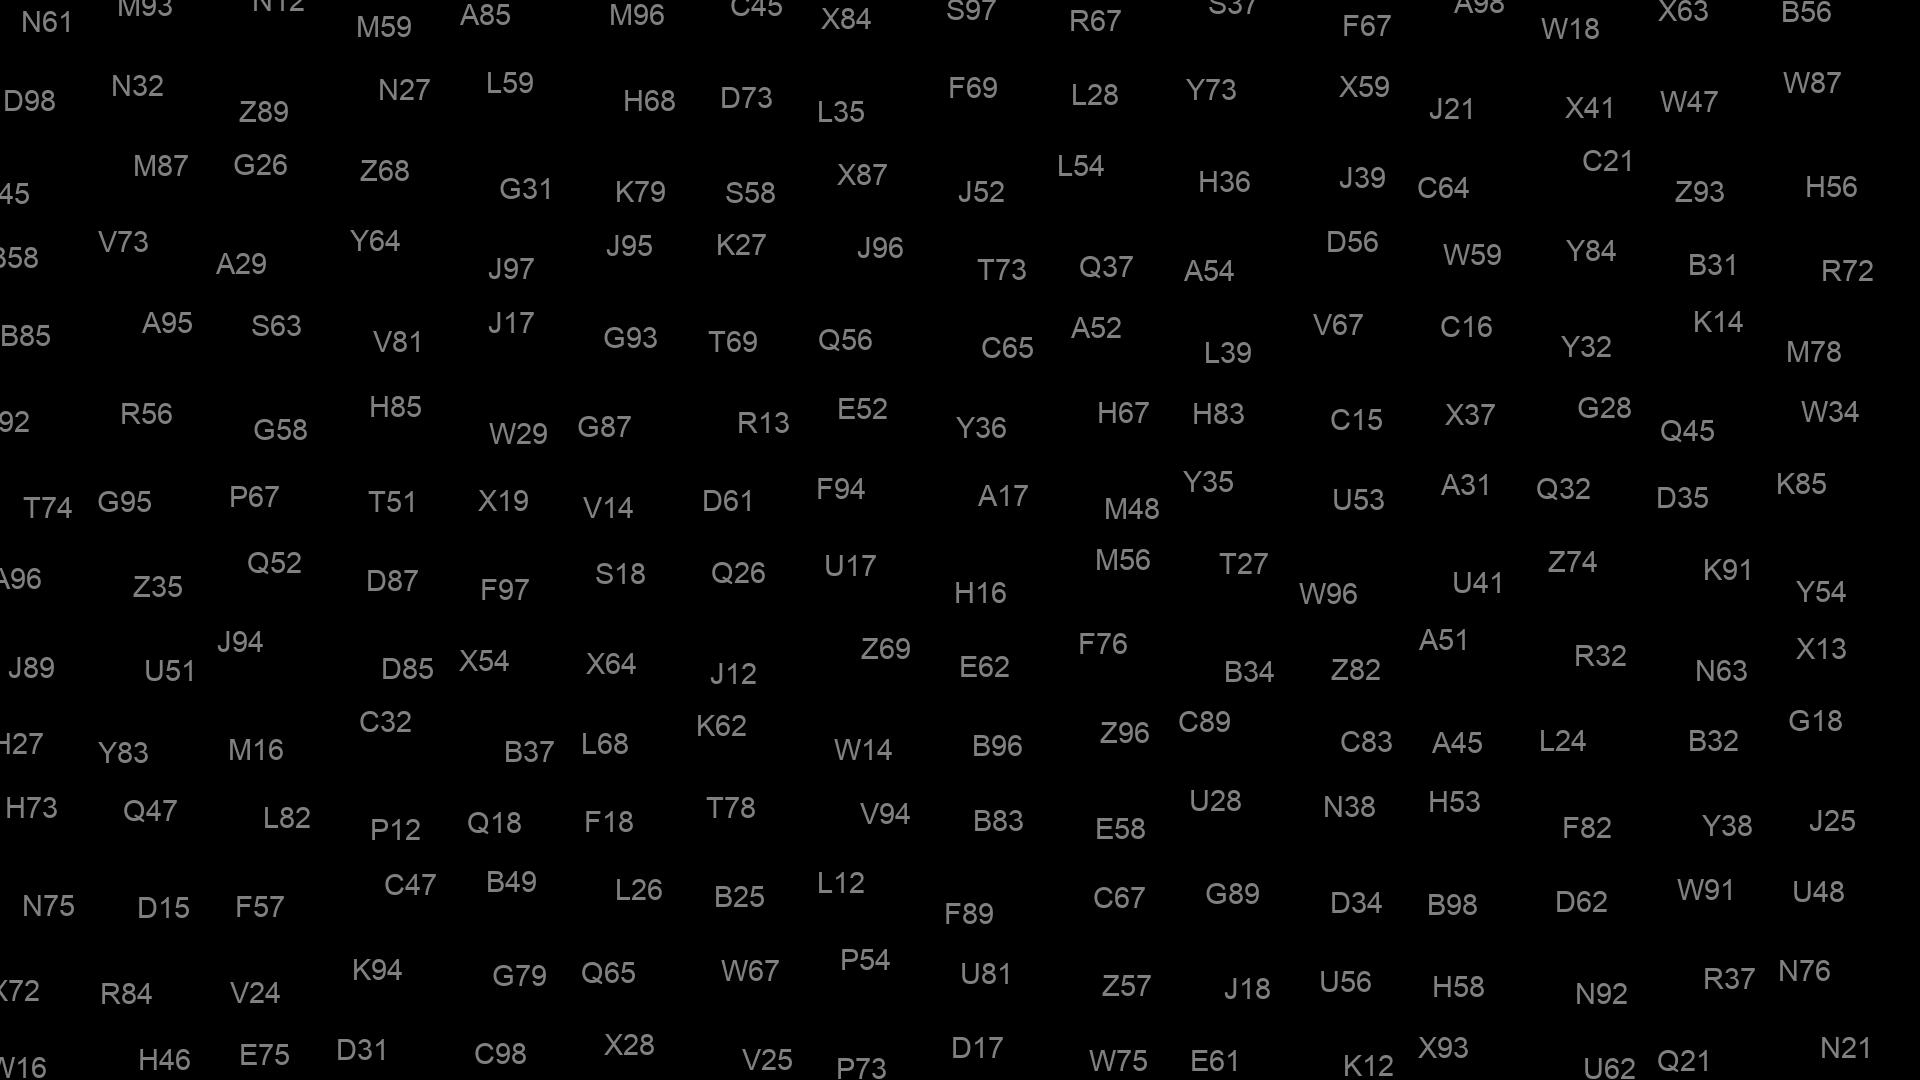 N61 M93 N12 M59 A85 M96 C45 X84 S97 R67 S37 F67 A98 W18 X63 B56
D98 N32 Z89 N27 L59 H68 D73 L35 F69 L28 Y73 X59 J21 X41 W47 W87
45 M87 G26 Z68 G31 K79 S58 X87 J52 L54 H36 J39 C64 C21 Z93 H56
B58 V73 A29 Y64 J97 J95 K27 J96 T73 Q37 A54 D56 W59 Y84 B31 R72
B85 A95 S63 V81 J17 G93 T69 Q56 C65 A52 L39 V67 C16 Y32 K14 M78
92 R56 G58 H85 W29 G87 R13 E52 Y36 H67 H83 C15 X37 G28 Q45 W34
T74 G95 P67 T51 X19 V14 D61 F94 A17 M48 Y35 U53 A31 Q32 D35 K85
A96 Z35 Q52 D87 F97 S18 Q26 U17 H16 M56 T27 W96 U41 Z74 K91 Y54
J89 U51 J94 D85 X54 X64 J12 Z69 E62 F76 B34 Z82 A51 R32 N63 X13
H27 Y83 M16 C32 B37 L68 K62 W14 B96 Z96 C89 C83 A45 L24 B32 G18
H73 Q47 L82 P12 Q18 F18 T78 V94 B83 E58 U28 N38 H53 F82 Y38 J25
N75 D15 F57 C47 B49 L26 B25 L12 F89 C67 G89 D34 B98 D62 W91 U48
72 R84 V24 K94 G79 Q65 W67 P54 U81 Z57 J18 U56 H58 N92 R37 N76
W16 H46 E75 D31 C98 X28 V25 P73 D17 W75 E61 K12 X93 U62 Q21 N21